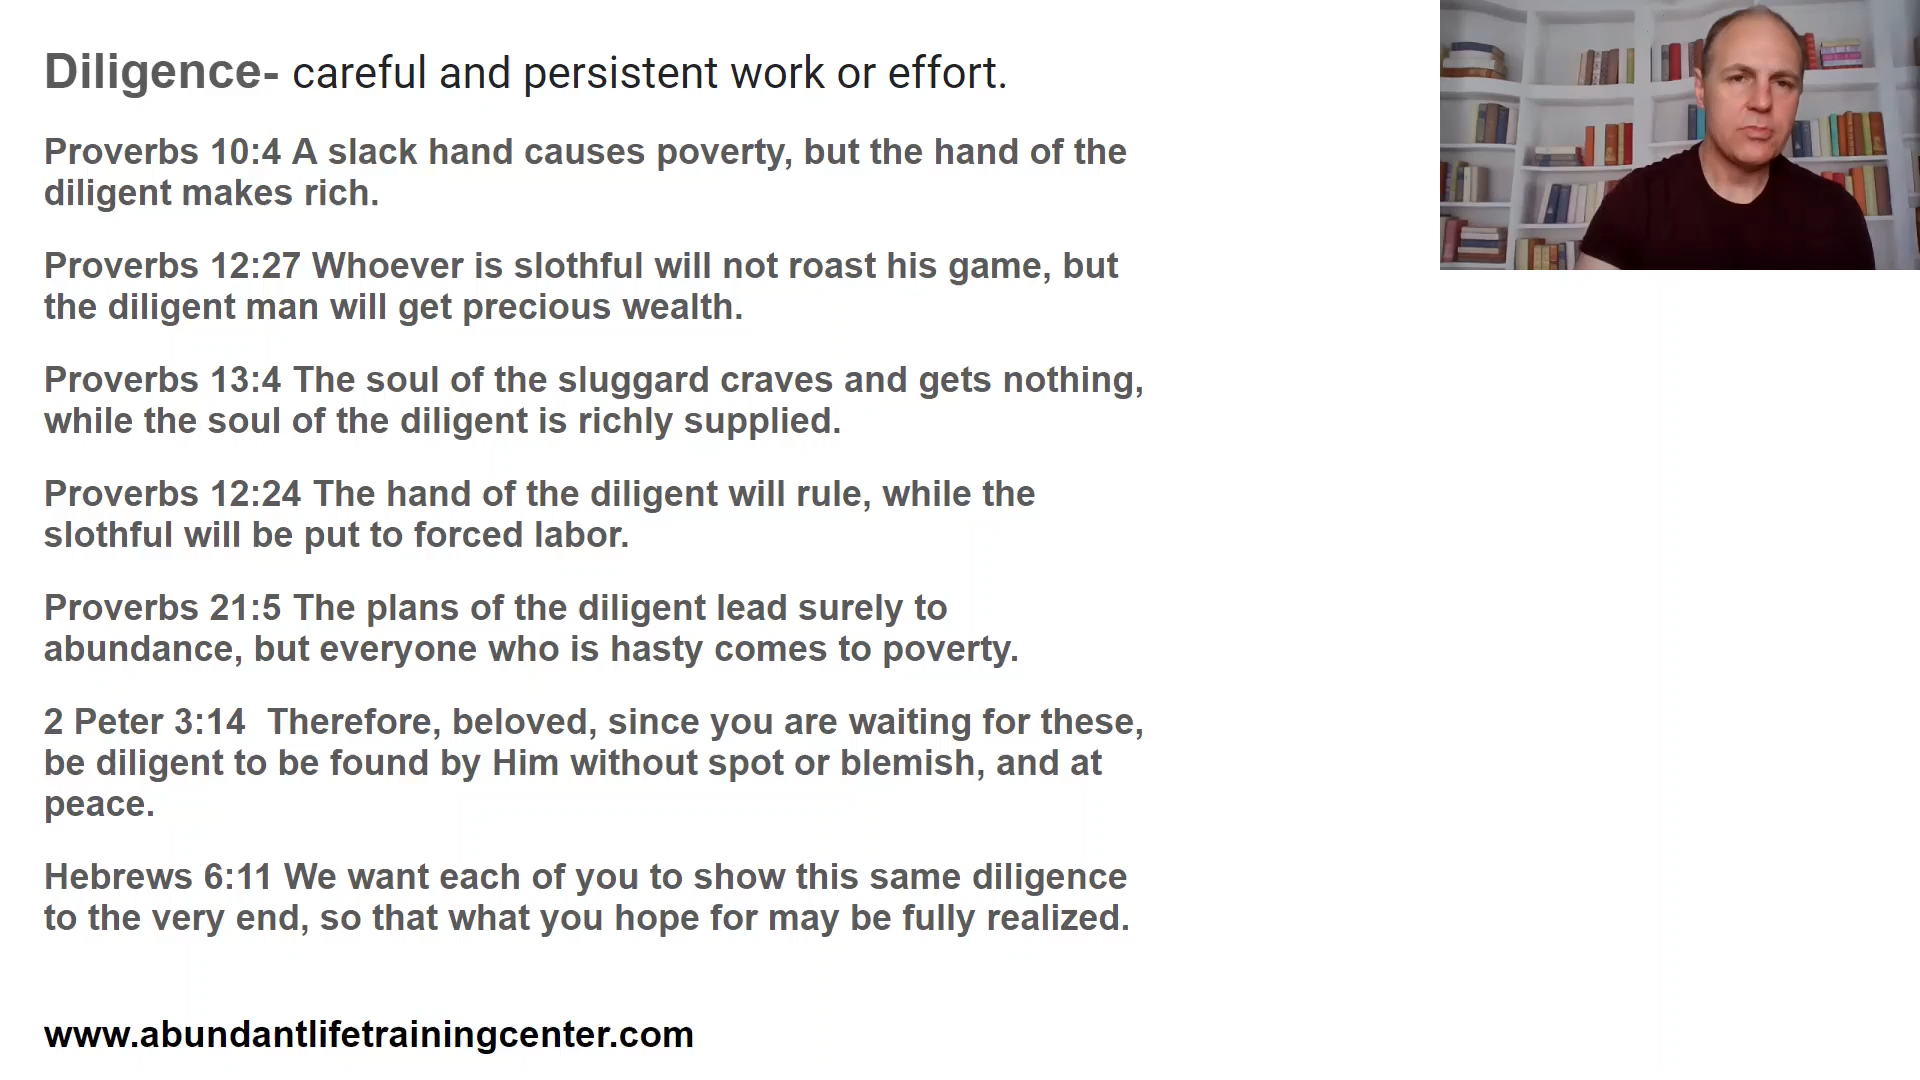 Diligence- careful and persistent work or effort.
Proverbs 10:4 A slack hand causes poverty, but the hand of the
diligent makes rich.
Proverbs 12:27 Whoever is slothful will not roast his game, but
the diligent man will get precious wealth.
Proverbs 13:4 The soul of the sluggard craves and gets nothing,
while the soul of the diligent is richly supplied.
Proverbs 12:24 The hand of the diligent will rule, while the
slothful will be put to forced labor.
Proverbs 21:5 The plans of the diligent lead surely to
abundance, but everyone who is hasty comes to poverty.
2 Peter 3:14  Therefore, beloved, since you are waiting for these,
be diligent to be found by Him without spot or blemish, and at
peace.
Hebrews 6:11 We want each of you to show this same diligence
to the very end, so that what you hope for may be fully realized.
www.abundantlifetrainingcenter.com